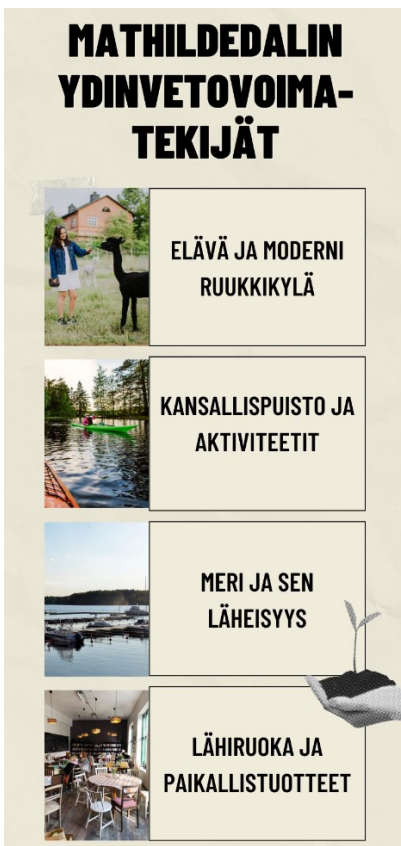 MATHILDEDALIN
YDINVETOVOIMA-
TEKIJÄT
ELÄVÄ JA MODERNI
RUUKKIKYLÄ
KANSALLISPUISTO JA
AKTIVITEETIT
MERI JA SEN
LÄHEISYYS
LÄHIRUOKA JA
PAIKALLISTUOTTEET